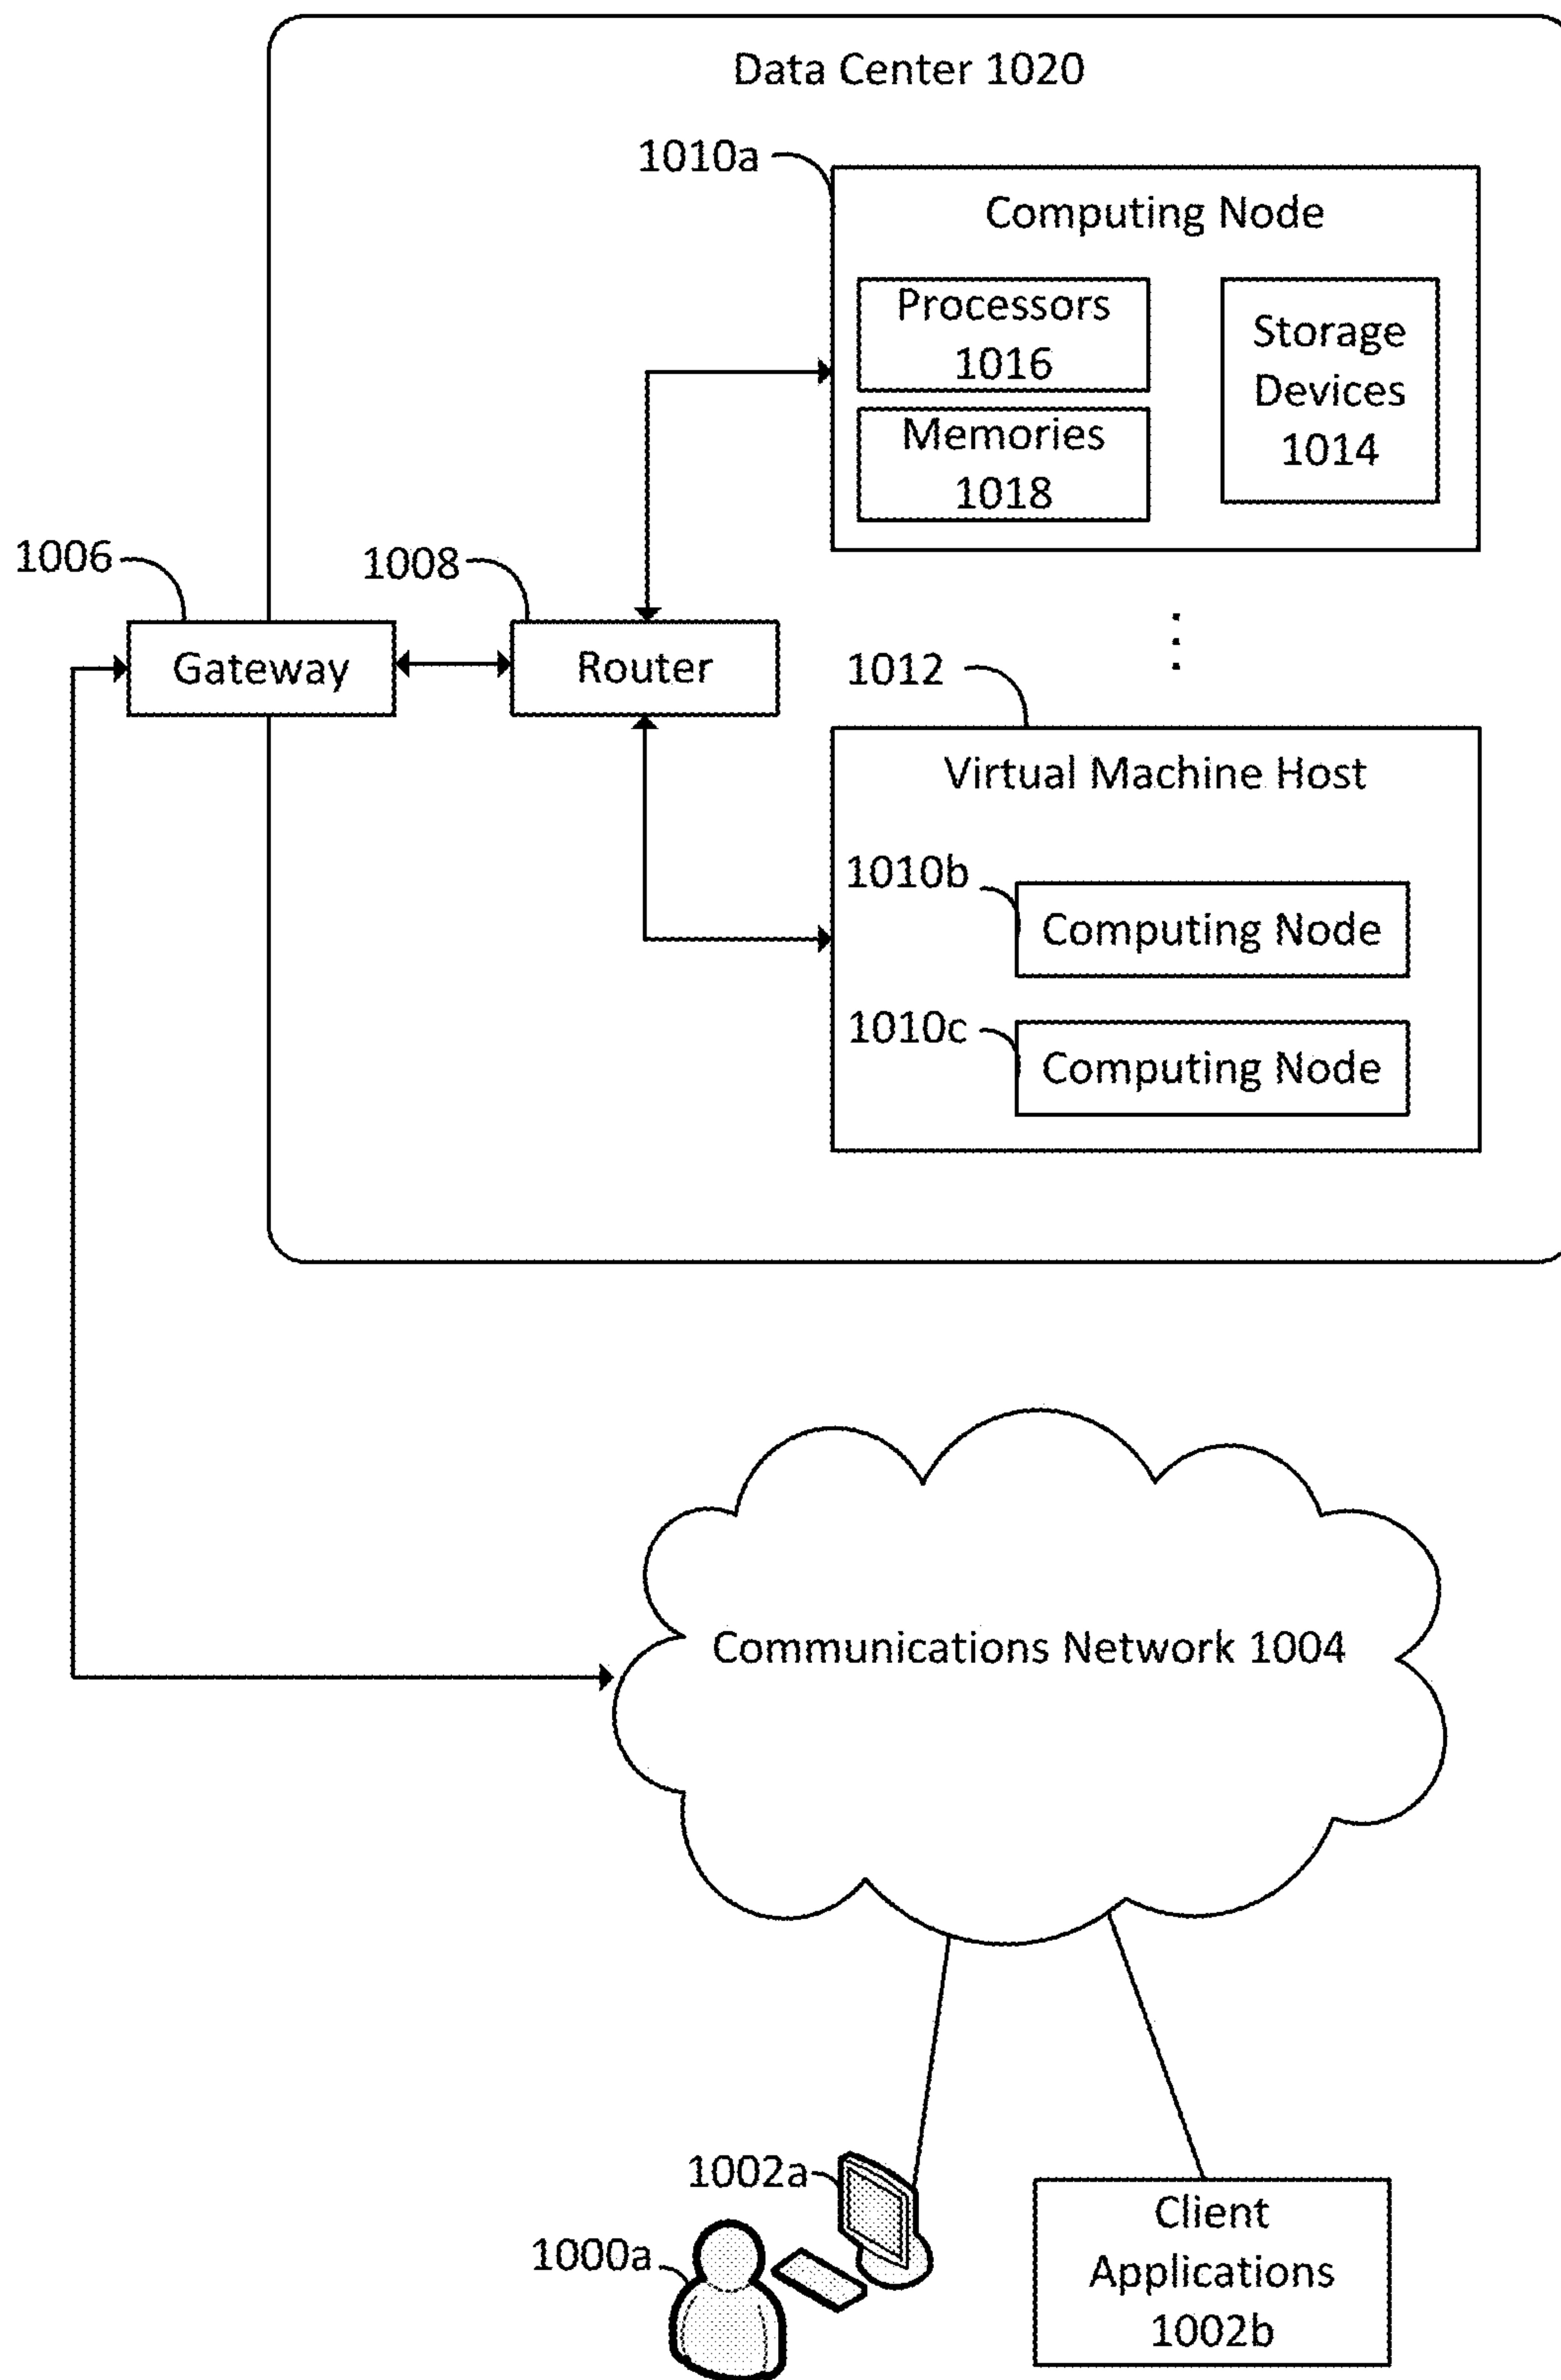 Data Center 1020
1010a
Computing Node
Processors
1016
Storage
Devices
1014
Memories
1018
1006
1008
Gateway
Router
1012
Virtual Machine Host
1010b
Computing Node
1010c
Computing Node
Communications Network 1004
1002a
1000a
Client
Applications
1002b